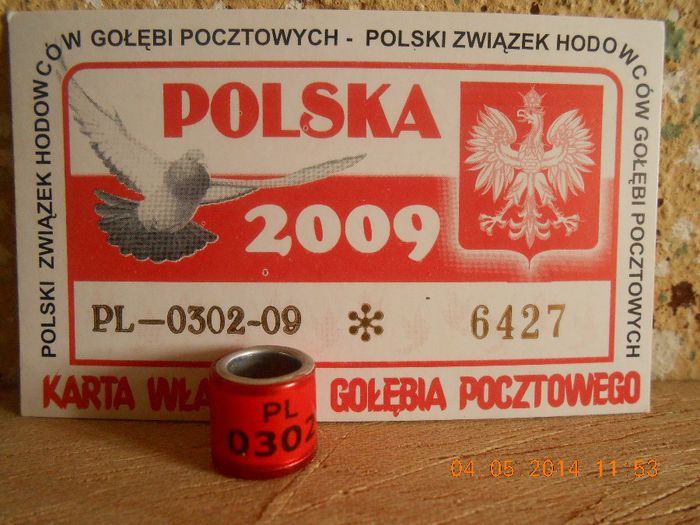 POLSKI ZWIĄZEK HODOWCÓW GOŁĘBI POCZTOWYCH - POLSKI ZWIĄZEK HODOWCÓW GOŁĘBI POCZTOWYCH
POLSKA
2009
PL-0302-09 * 6427
KARTA GOŁĘBIA POCZTOWEGO
PL
0302
04.05.2014 11:53